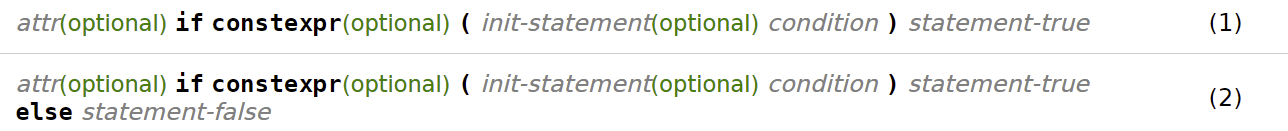 attr(optional) if constexpr(optional) ( init-statement(optional) condition ) statement-true (1)
attr(optional) if constexpr(optional) ( init-statement(optional) condition ) statement-true
else statement-false (2)